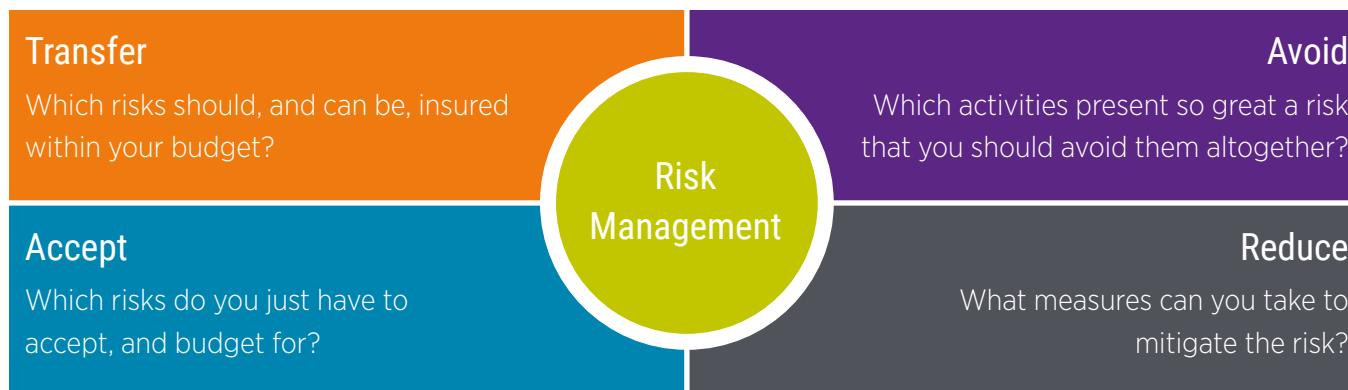 Transfer
Which risks should, and can be, insured
within your budget?
Avoid
Which activities present so great a risk
that you should avoid them altogether?
Risk
Management
Accept
Which risks do you just have to
accept, and budget for?
Reduce
What measures can you take to
mitigate the risk?